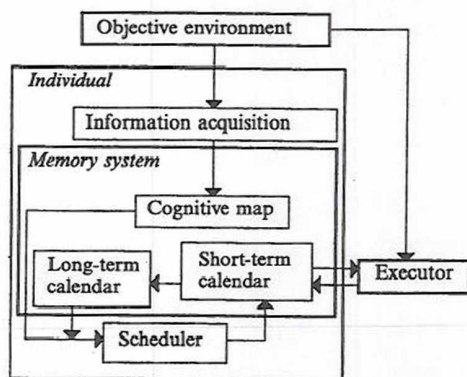 Objective environment
Individual
Information acquisition
Memory system
Cognitive map
Long-term
calendar
Short-term
calendar
Executor
Scheduler